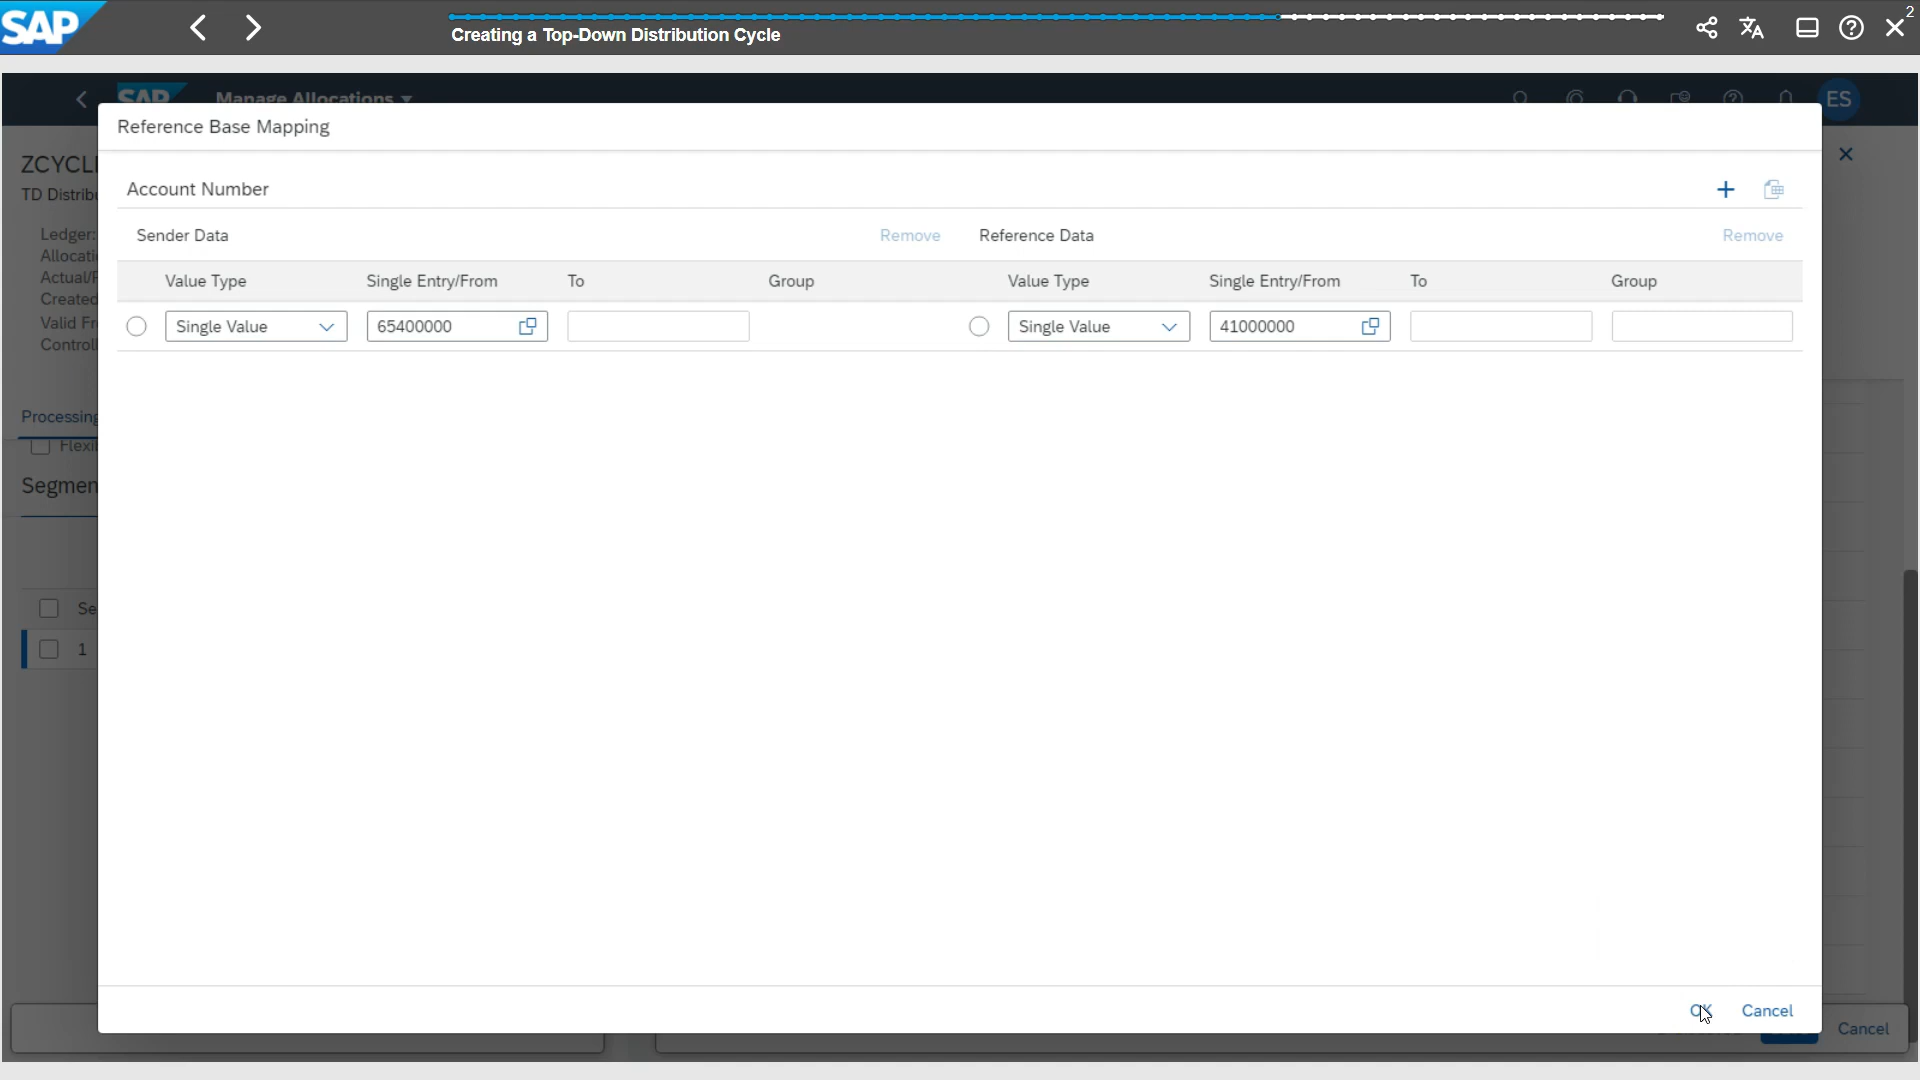 SAP
Creating a Top-Down Distribution Cycle
2
SAP Manage Allocations
ES
Reference Base Mapping
ZCYCL
TD Distrib
Account Number
Ledger:
Sender Data Remove Reference Data Remove
Allocati
Actual/
Value Type Single Entry/From To Group Value Type Single Entry/From To Group
Created
Valid Fr
Single Value 65400000 Single Value 41000000
Controll
Processing
Flexi
Segmen
Se
1
OK Cancel
Cancel